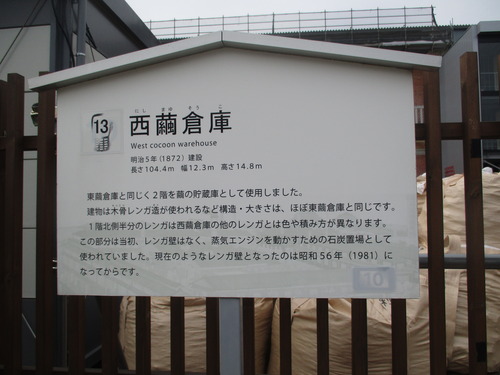 13
にし まゆ そう こ
西繭倉庫
West cocoon warehouse
明治5年(1872)建設
長さ104.4m 幅12.3m 高さ14.8m
東繭倉庫と同じく2階を繭の貯蔵庫として使用しました。
建物は木骨レンガ造が使われるなど構造・大きさは、ほぼ東繭倉庫と同じです。
1階北側半分のレンガは西繭倉庫の他のレンガとは色や積み方が異なります。
この部分は当初、レンガ壁はなく、蒸気エンジンを動かすための石炭置場として
使われていました。現在のようなレンガ壁となったのは昭和56年(1981)に
なってからです。
10